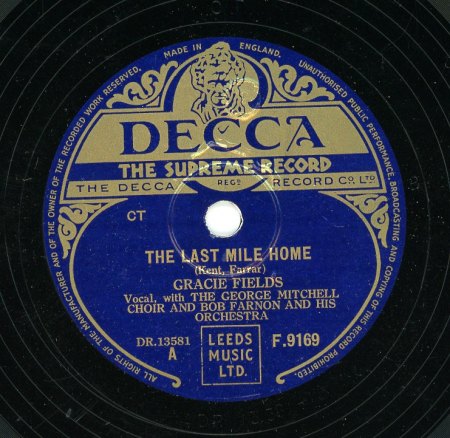 MADE IN ENGLAND.
ALL RIGHTS OF THE MANUFACTURER AND OF THE OWNER OF THE RECORDED WORK RESERVED.
UNAUTHORISED PUBLIC PERFORMANCE, BROADCASTING AND COPYING OF THIS RECORD PROHIBITED.
DECCA
THE SUPREME RECORD
THE DECCA REGD RECORD CO. LTD
CT
THE LAST MILE HOME
(Kent, Farrar)
GRACIE FIELDS
Vocal, with THE GEORGE MITCHELL
CHOIR AND BOB FARNON AND HIS
ORCHESTRA
DR.13581
A
LEEDS
MUSIC
LTD.
F.9169